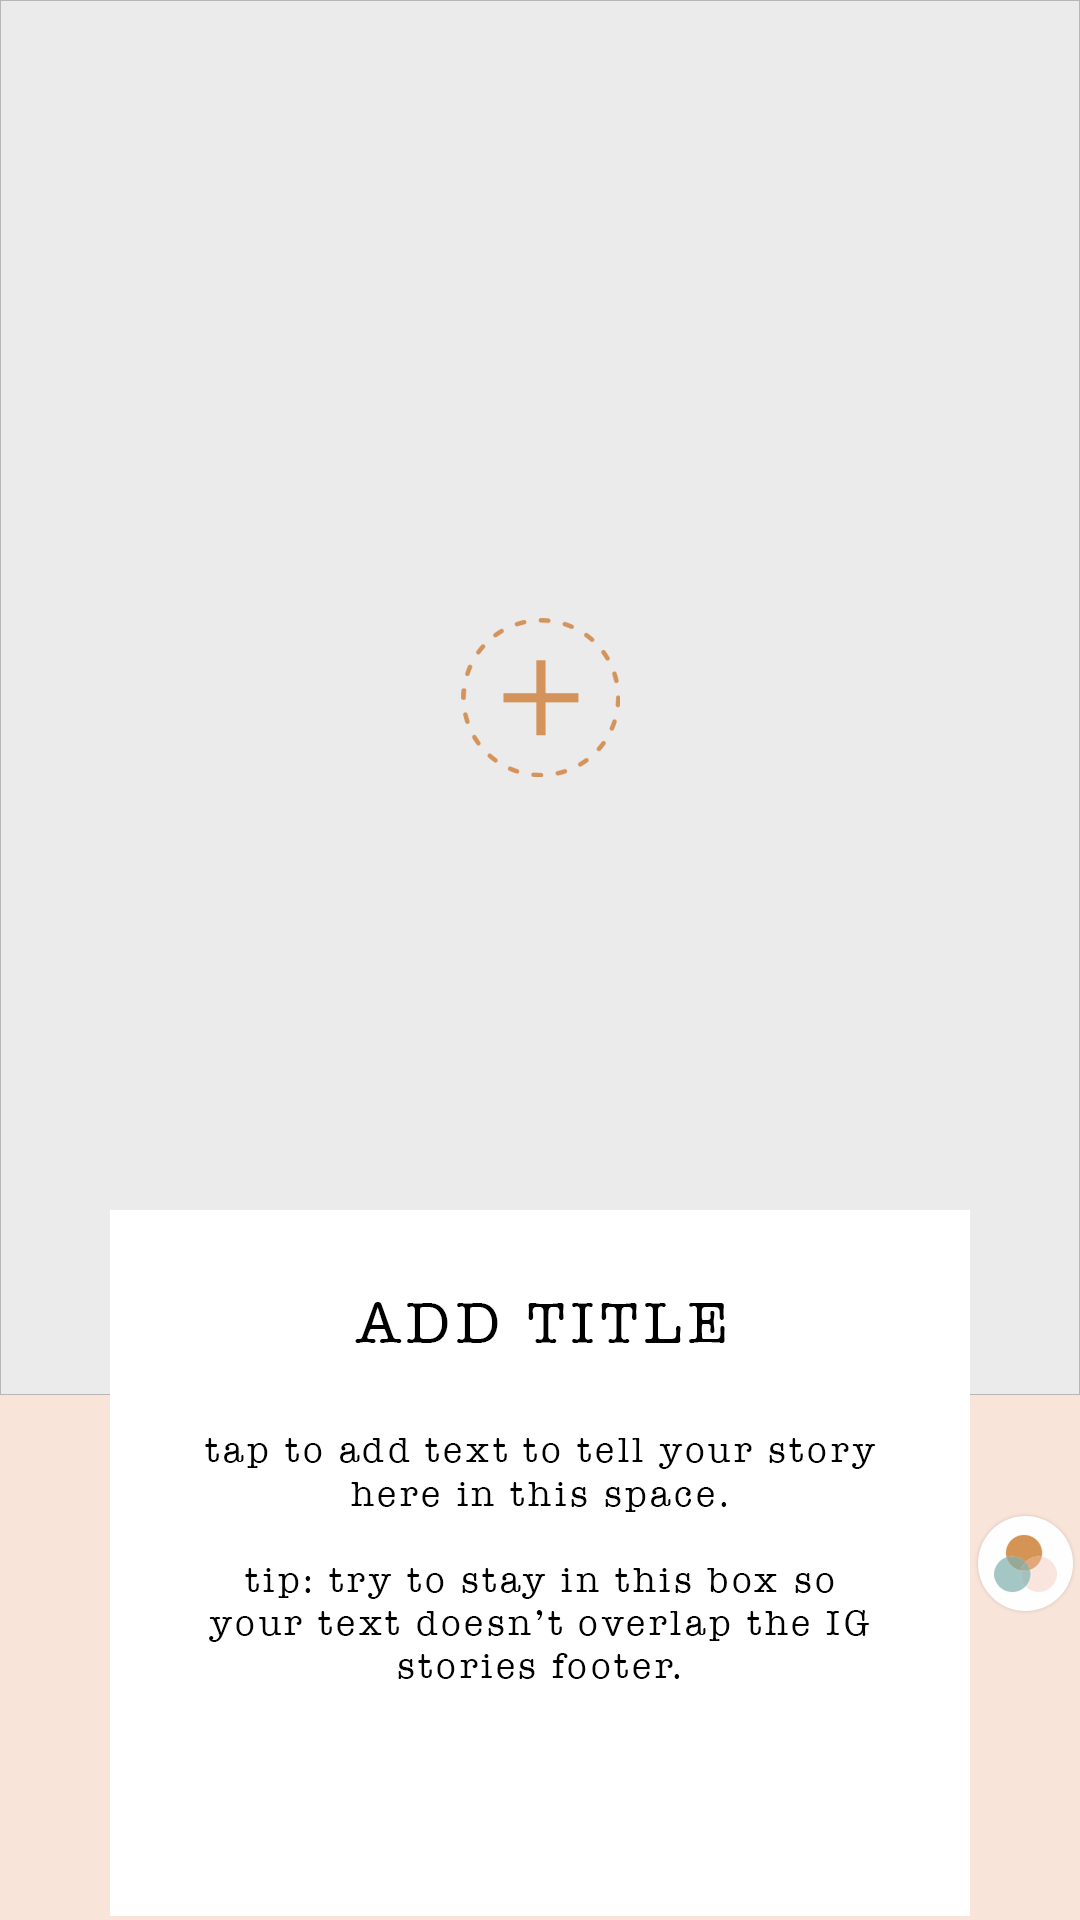 ADD TITLE
tap to add text to tell your story
here in this space.
tip: try to stay in this box so
your text doesn’t overlap the IG
stories footer.